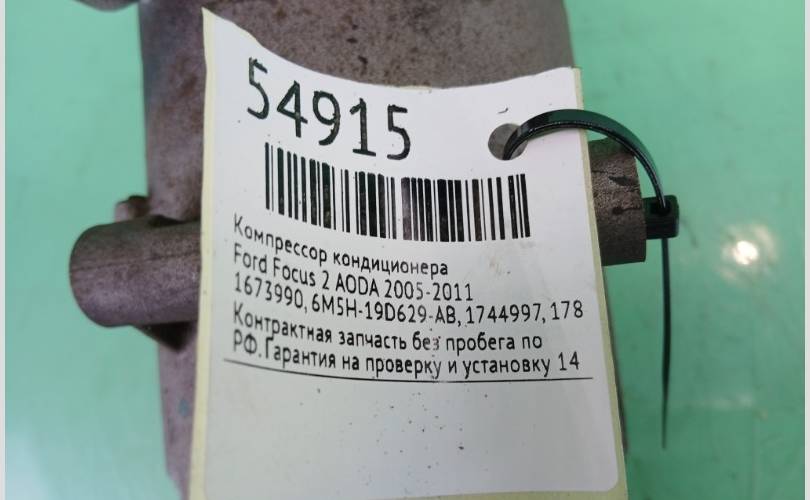 54915
Компрессор кондиционера
Ford Focus 2 AODA 2005-2011
1673990, 6M5H-19D629-AB, 1744997, 178
Контрактная запчасть без пробега по
РФ. Гарантия на проверку и установку 14